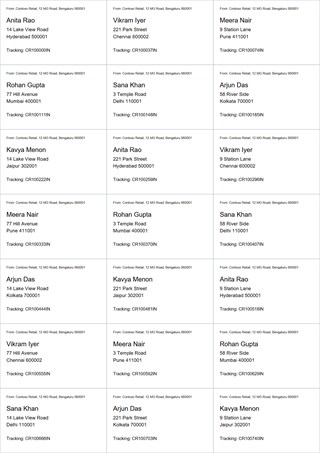 From: Contoso Retail, 12 MG Road, Bengaluru 560001
Anita Rao
14 Lake View Road
Hyderabad 500001
Tracking: CR100000IN
From: Contoso Retail, 12 MG Road, Bengaluru 560001
Vikram Iyer
221 Park Street
Chennai 600002
Tracking: CR100037IN
From: Contoso Retail, 12 MG Road, Bengaluru 560001
Meera Nair
9 Station Lane
Pune 411001
Tracking: CR100074IN
From: Contoso Retail, 12 MG Road, Bengaluru 560001
Rohan Gupta
77 Hill Avenue
Mumbai 400001
Tracking: CR100111IN
From: Contoso Retail, 12 MG Road, Bengaluru 560001
Sana Khan
3 Temple Road
Delhi 110001
Tracking: CR100148IN
From: Contoso Retail, 12 MG Road, Bengaluru 560001
Arjun Das
58 River Side
Kolkata 700001
Tracking: CR100185IN
From: Contoso Retail, 12 MG Road, Bengaluru 560001
Kavya Menon
14 Lake View Road
Jaipur 302001
Tracking: CR100222IN
From: Contoso Retail, 12 MG Road, Bengaluru 560001
Anita Rao
221 Park Street
Hyderabad 500001
Tracking: CR100259IN
From: Contoso Retail, 12 MG Road, Bengaluru 560001
Vikram Iyer
9 Station Lane
Chennai 600002
Tracking: CR100296IN
From: Contoso Retail, 12 MG Road, Bengaluru 560001
Meera Nair
77 Hill Avenue
Pune 411001
Tracking: CR100333IN
From: Contoso Retail, 12 MG Road, Bengaluru 560001
Rohan Gupta
3 Temple Road
Mumbai 400001
Tracking: CR100370IN
From: Contoso Retail, 12 MG Road, Bengaluru 560001
Sana Khan
58 River Side
Delhi 110001
Tracking: CR100407IN
From: Contoso Retail, 12 MG Road, Bengaluru 560001
Arjun Das
14 Lake View Road
Kolkata 700001
Tracking: CR100444IN
From: Contoso Retail, 12 MG Road, Bengaluru 560001
Kavya Menon
221 Park Street
Jaipur 302001
Tracking: CR100481IN
From: Contoso Retail, 12 MG Road, Bengaluru 560001
Anita Rao
9 Station Lane
Hyderabad 500001
Tracking: CR100518IN
From: Contoso Retail, 12 MG Road, Bengaluru 560001
Vikram Iyer
77 Hill Avenue
Chennai 600002
Tracking: CR100555IN
From: Contoso Retail, 12 MG Road, Bengaluru 560001
Meera Nair
3 Temple Road
Pune 411001
Tracking: CR100592IN
From: Contoso Retail, 12 MG Road, Bengaluru 560001
Rohan Gupta
58 River Side
Mumbai 400001
Tracking: CR100629IN
From: Contoso Retail, 12 MG Road, Bengaluru 560001
Sana Khan
14 Lake View Road
Delhi 110001
Tracking: CR100666IN
From: Contoso Retail, 12 MG Road, Bengaluru 560001
Arjun Das
221 Park Street
Kolkata 700001
Tracking: CR100703IN
From: Contoso Retail, 12 MG Road, Bengaluru 560001
Kavya Menon
9 Station Lane
Jaipur 302001
Tracking: CR100740IN